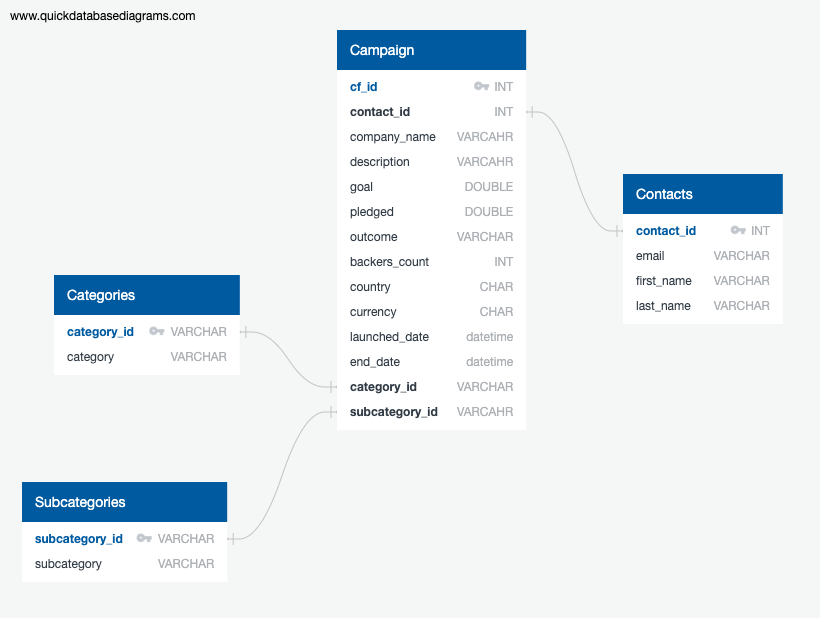 www.quickdatabasediagrams.com
Campaign
cf_id INT
contact_id INT
company_name VARCAHR
description VARCAHR
goal DOUBLE
pledged DOUBLE
outcome VARCHAR
backers_count INT
country CHAR
currency CHAR
launched_date datetime
end_date datetime
category_id VARCHAR
subcategory_id VARCAHR
Contacts
contact_id INT
email VARCHAR
first_name VARCHAR
last_name VARCHAR
Categories
category_id VARCHAR
category VARCHAR
Subcategories
subcategory_id VARCHAR
subcategory VARCHAR